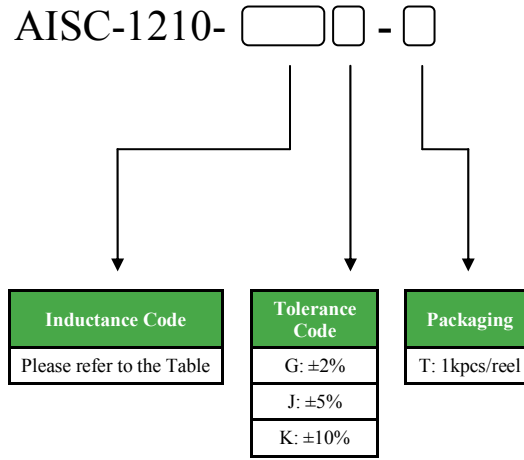 AISC-1210- -
Inductance Code
Please refer to the Table
Tolerance
Code
G: ±2%
J: ±5%
K: ±10%
Packaging
T: 1kpcs/reel